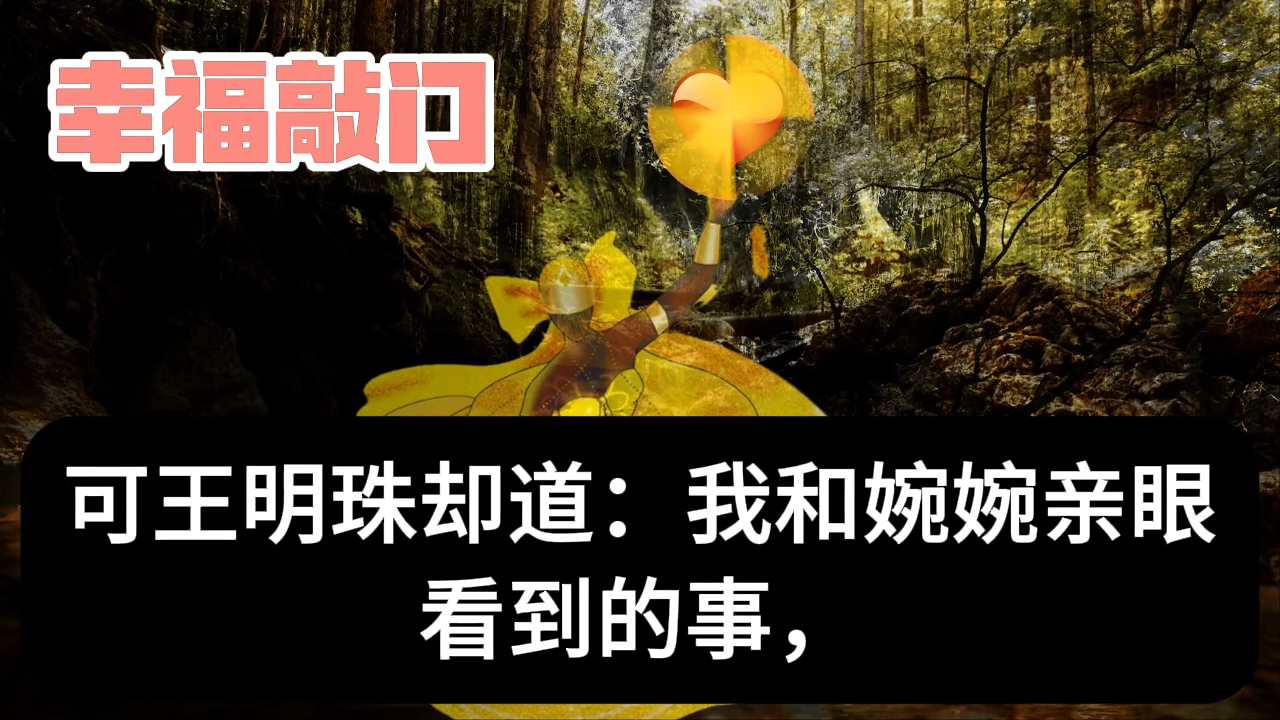 幸福敲门
可王明珠却道：我和婉婉亲眼
看到的事，